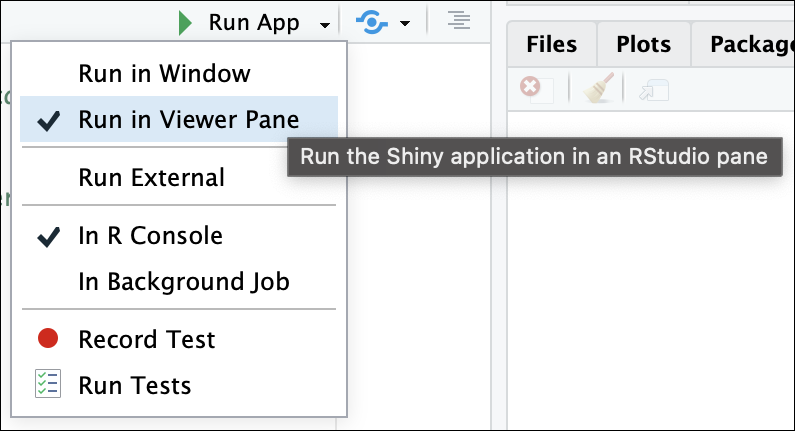 Run App
Files Plots Package
Run in Window
Run in Viewer Pane
Run the Shiny application in an RStudio pane
Run External
In R Console
In Background Job
Record Test
Run Tests